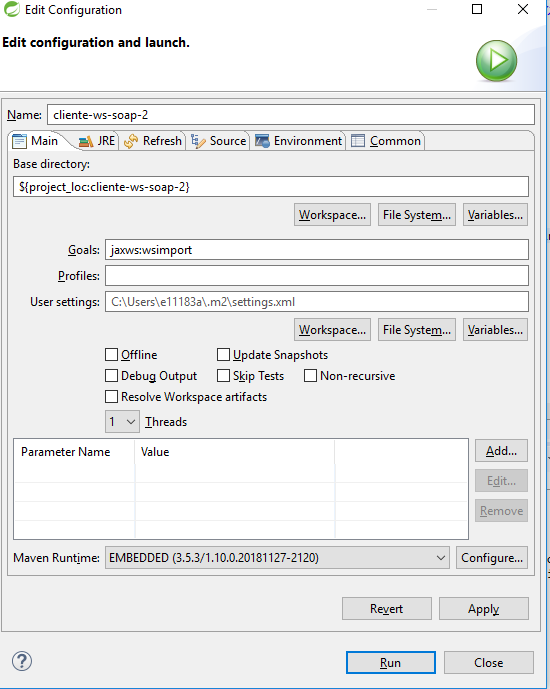 Edit Configuration
Edit configuration and launch.
Name: cliente-ws-soap-2
Main JRE Refresh Source Environment Common
Base directory:
${project_loc:cliente-ws-soap-2}
Workspace... File System... Variables...
Goals: jaxws:wsimport
Profiles:
User settings: C:\Users\e11183a\.m2\settings.xml
Workspace... File System... Variables...
Offline Update Snapshots
Debug Output Skip Tests Non-recursive
Resolve Workspace artifacts
1 Threads
Parameter Name Value
Add...
Edit...
Remove
Maven Runtime: EMBEDDED (3.5.3/1.10.0.20181127-2120) Configure...
Revert Apply
? Run Close